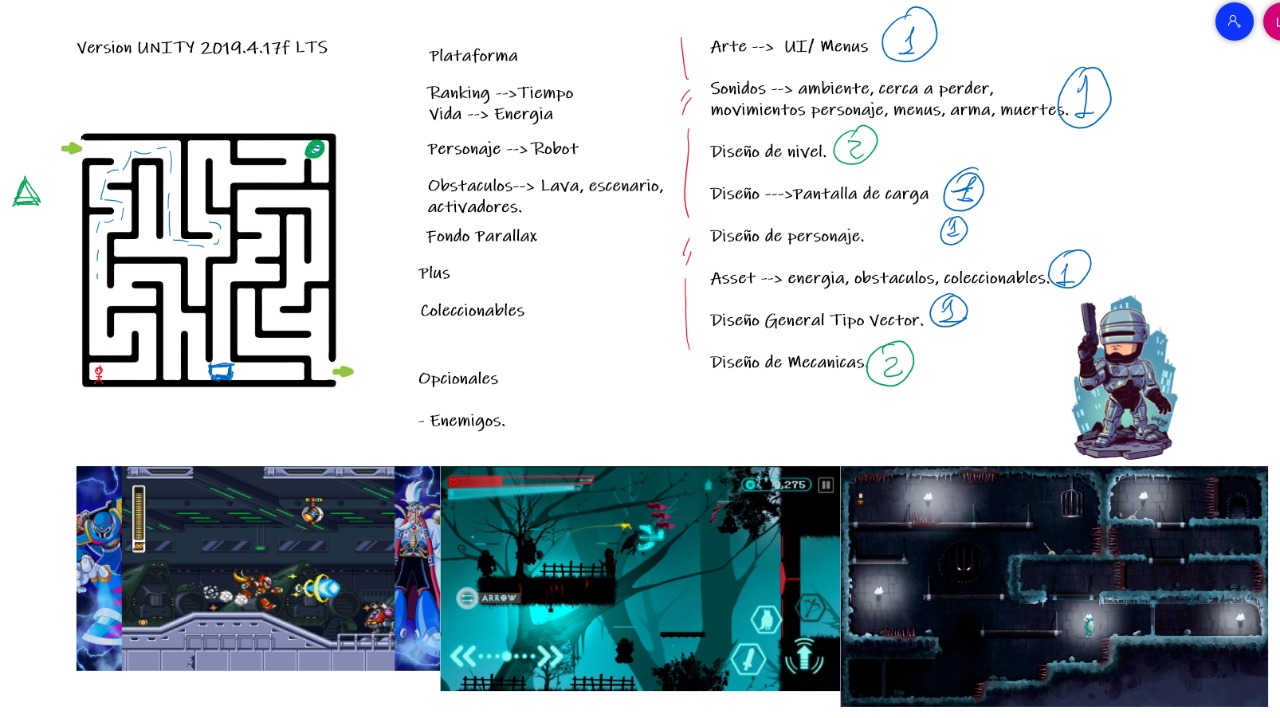 Version UNITY 2019.4.17f LTS
Plataforma
Ranking -->Tiempo
Vida --> Energia
Personaje --> Robot
Obstaculos--> Lava, escenario,
activadores.
Fondo Parallax
Plus
Coleccionables
Opcionales
- Enemigos.
Arte --> UI/ Menus
1
Sonidos --> ambiente, cerca a perder,
movimientos personaje, menus, arma, muertes.
1
Diseño de nivel.
2
Diseño --->Pantalla de carga
1
Diseño de personaje.
1
Asset --> energia, obstaculos, coleccionables.
1
Diseño General Tipo Vector.
1
Diseño de Mecanicas
2
ARROW